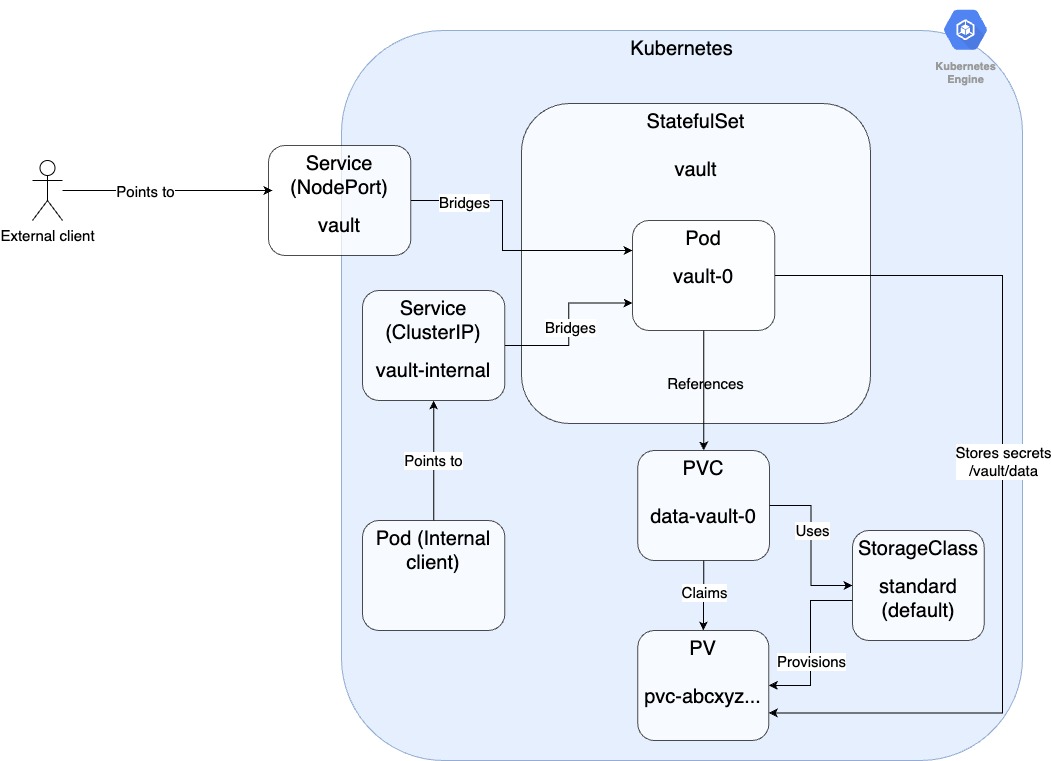 Kubernetes
Kubernetes
Engine
StatefulSet
vault
Service
(NodePort)
vault
Points to
External client
Bridges
Pod
vault-0
Service
(ClusterIP)
vault-internal
Bridges
References
Points to
Stores secrets
/vault/data
PVC
data-vault-0
Uses
Pod (Internal
client)
StorageClass
standard
(default)
Claims
PV
pvc-abcxyz...
Provisions